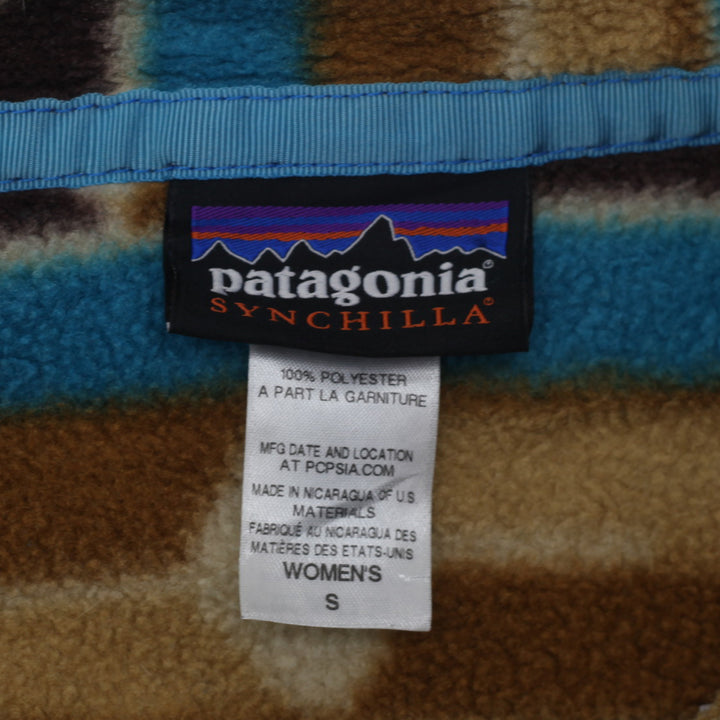 patagonia®
SYNCHILLA®
100% POLYESTER
A PART LA GARNITURE
MFG DATE AND LOCATION
AT PCPSIA.COM
MADE IN NICARAGUA OF U.S
MATERIALS
FABRIQUÉ AU NICARAGUA DES
MATIÈRES DES ETATS-UNIS
WOMEN'S
S